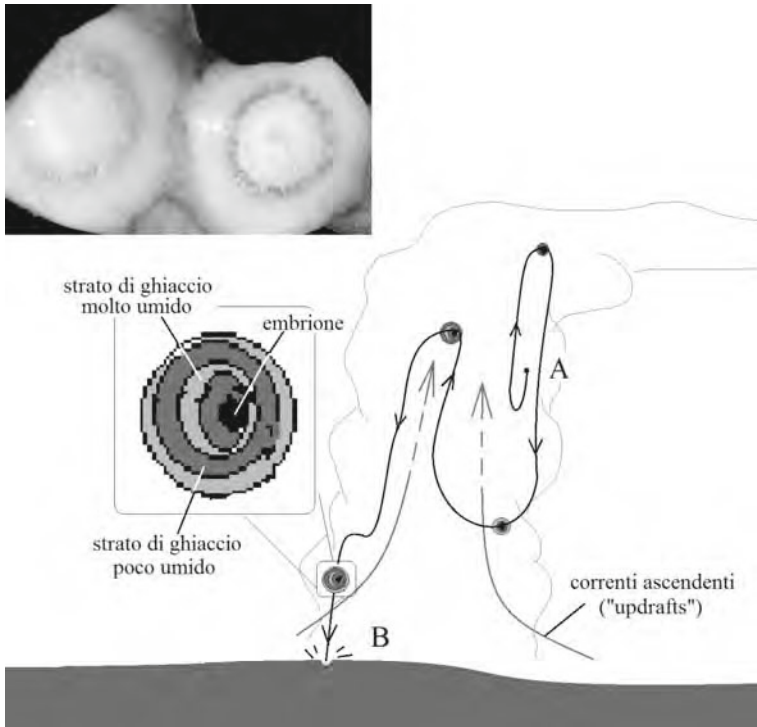 strato di ghiaccio
molto umido
embrione
A
strato di ghiaccio
poco umido
correnti ascendenti
("updrafts")
B